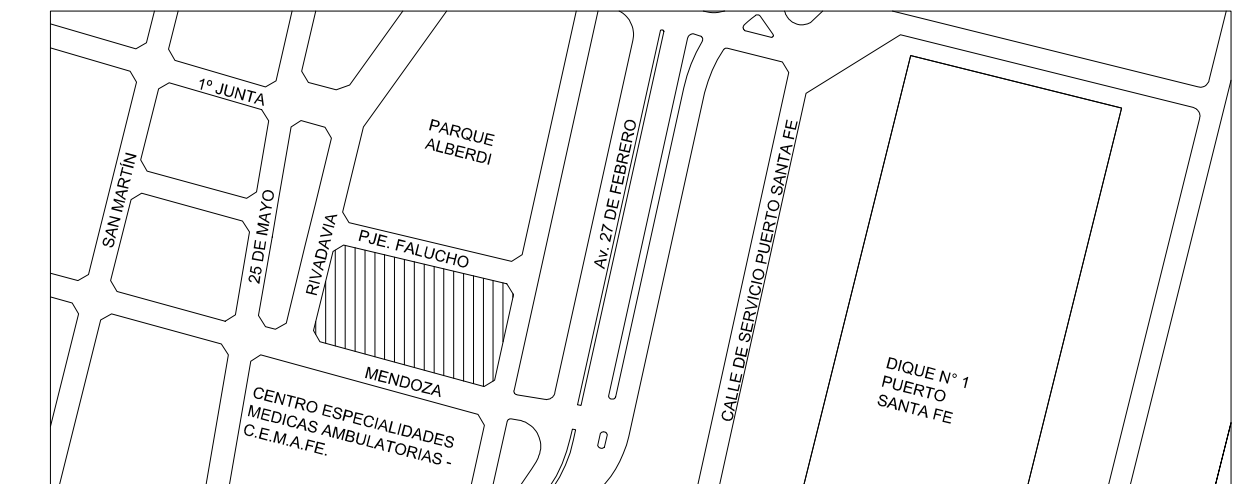 1º JUNTA
PARQUE
ALBERDI
SAN MARTÍN
25 DE MAYO
RIVADAVIA
PJE. FALUCHO
Av. 27 DE FEBRERO
CALLE DE SERVICIO PUERTO SANTA FE
MENDOZA
DIQUE N° 1
PUERTO
SANTA FE
CENTRO ESPECIALIDADES
MEDICAS AMBULATORIAS -
C.E.M.A.FE.